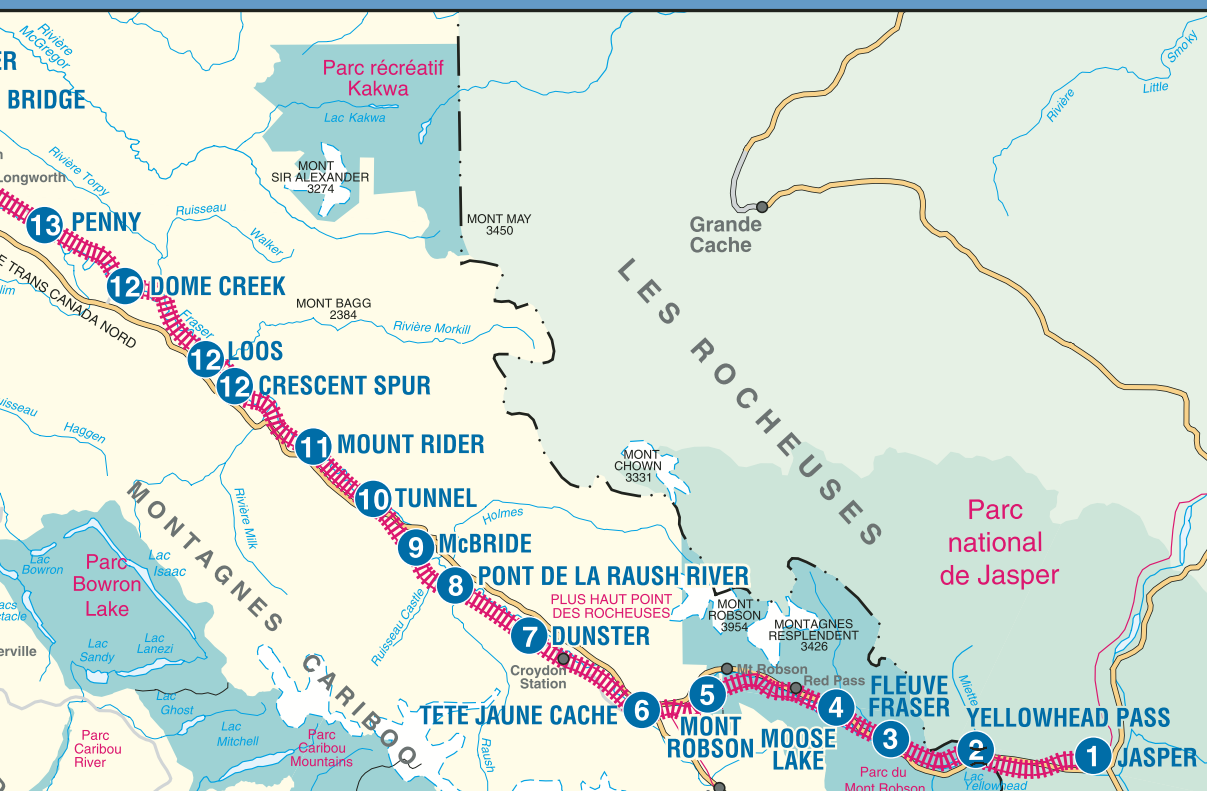 Rivière
McGregor
ER
BRIDGE
Parc récréatif
Kakwa
Lac Kakwa
MONT
SIR ALEXANDER
3274
MONT MAY
3450
Rivière
Little
Smoky
Grande
Cache
Longworth
Rivière Torpy
Ruisseau
Walker
13 PENNY
12 DOME CREEK
E TRANS CANADA NORD
Fraser
MONT BAGG
2384
Rivière Morkill
12 LOOS
12 CRESCENT SPUR
LES ROCHEUSES
Haggen
11 MOUNT RIDER
10 TUNNEL
MONT
CHOWN
3331
Rivière Milk
MONTAGNES
CARIBOO
Holmes
9 McBRIDE
8 PONT DE LA RAUSH RIVER
PLUS HAUT POINT
DES ROCHEUSES
Parc
national
de Jasper
Lac
Bowron
Parc
Bowron
Lake
Lac
Isaac
Lac
Sandy
Lac
Lanezi
erville
Ruisseau Castle
7 DUNSTER
Croydon
Station
MONT
ROBSON
3954
MONTAGNES
RESPLENDENT
3426
Mt Robson
Red Pass
Lac
Ghost
Lac
Mitchell
Parc
Caribou
River
Parc
Caribou
Mountains
Raush
TETE JAUNE CACHE 6
5
MONT
ROBSON
4
MOOSE
LAKE
FLEUVE
FRASER
3
Miette
YELLOWHEAD PASS
2
1 JASPER
Lac
Yellowhead
Parc du
Mont Robson